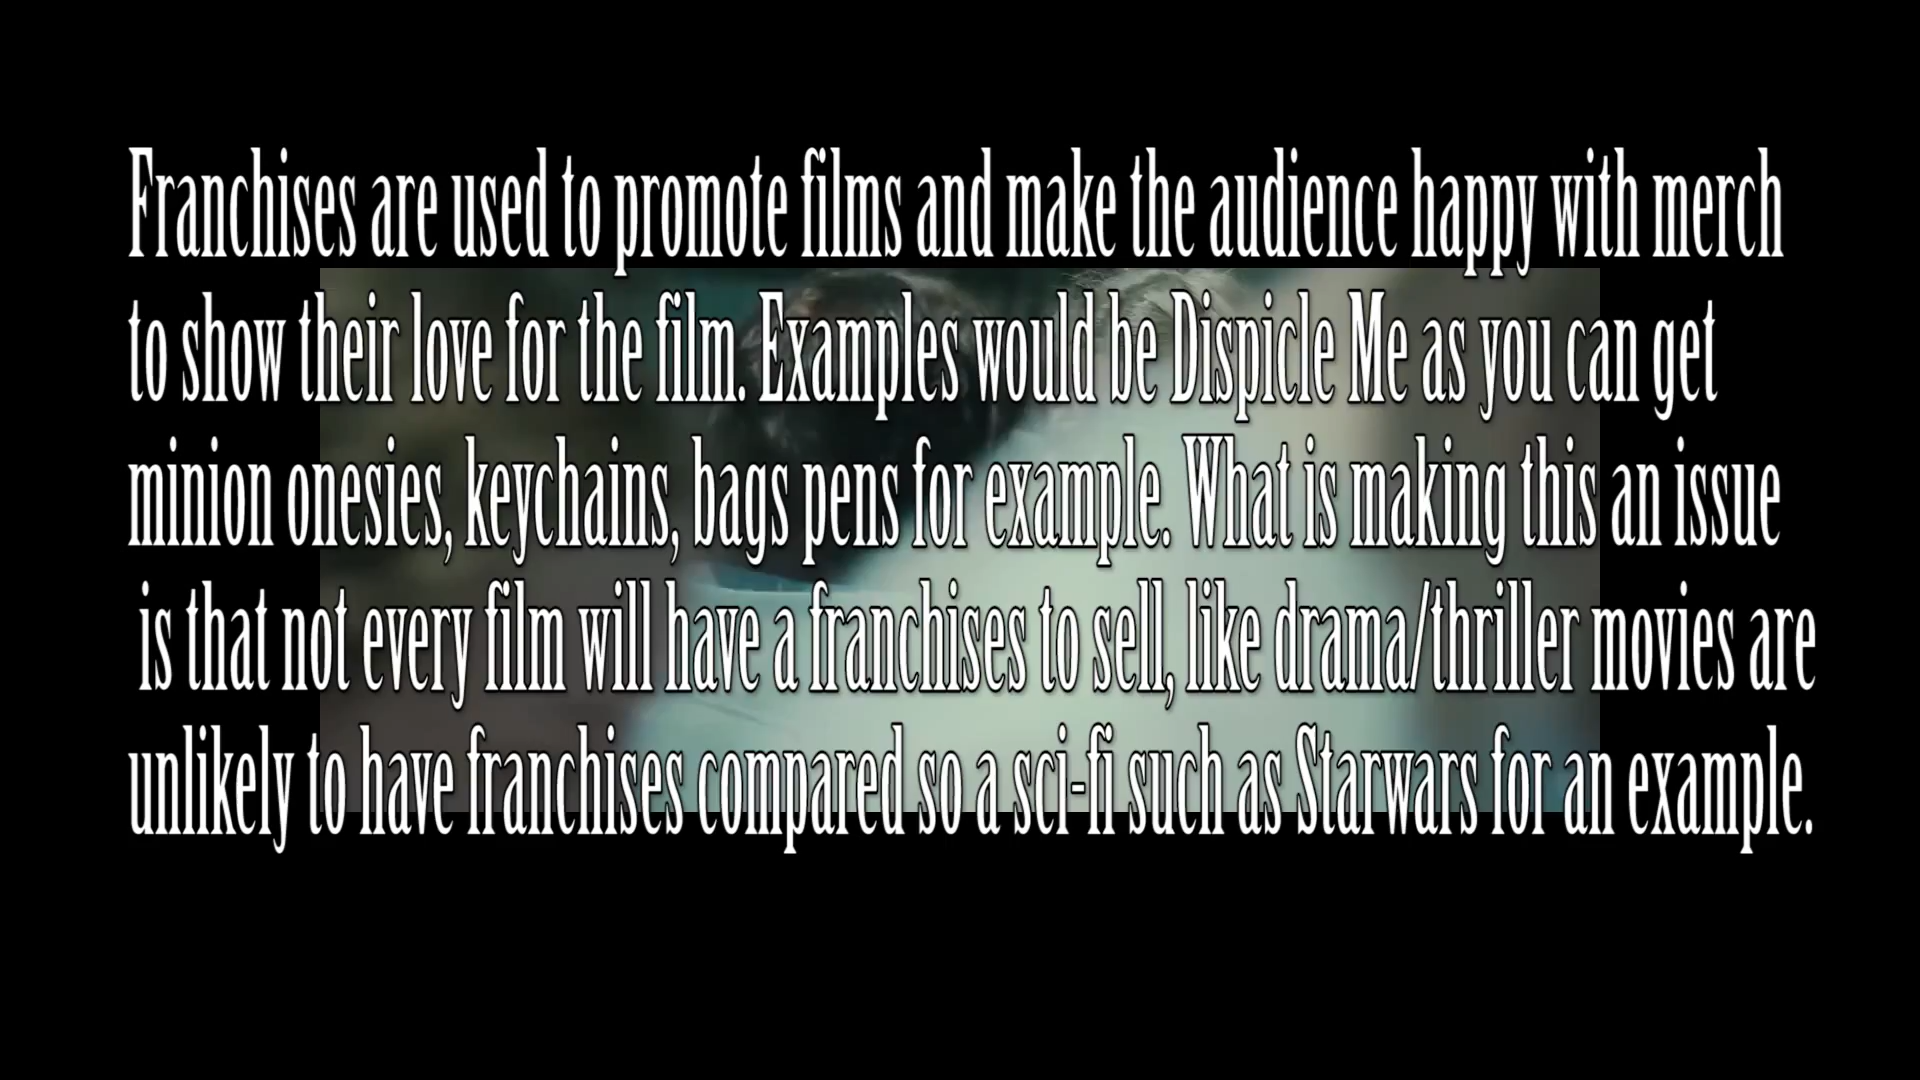 Franchises are used to promote films and make the audience happy with merch
to show their love for the film. Examples would be Dispicle Me as you can get
minion onesies, keychains, bags pens for example. What is making this an issue
is that not every film will have a franchises to sell, like drama/thriller movies are
unlikely to have franchises compared so a sci-fi such as Starwars for an example.